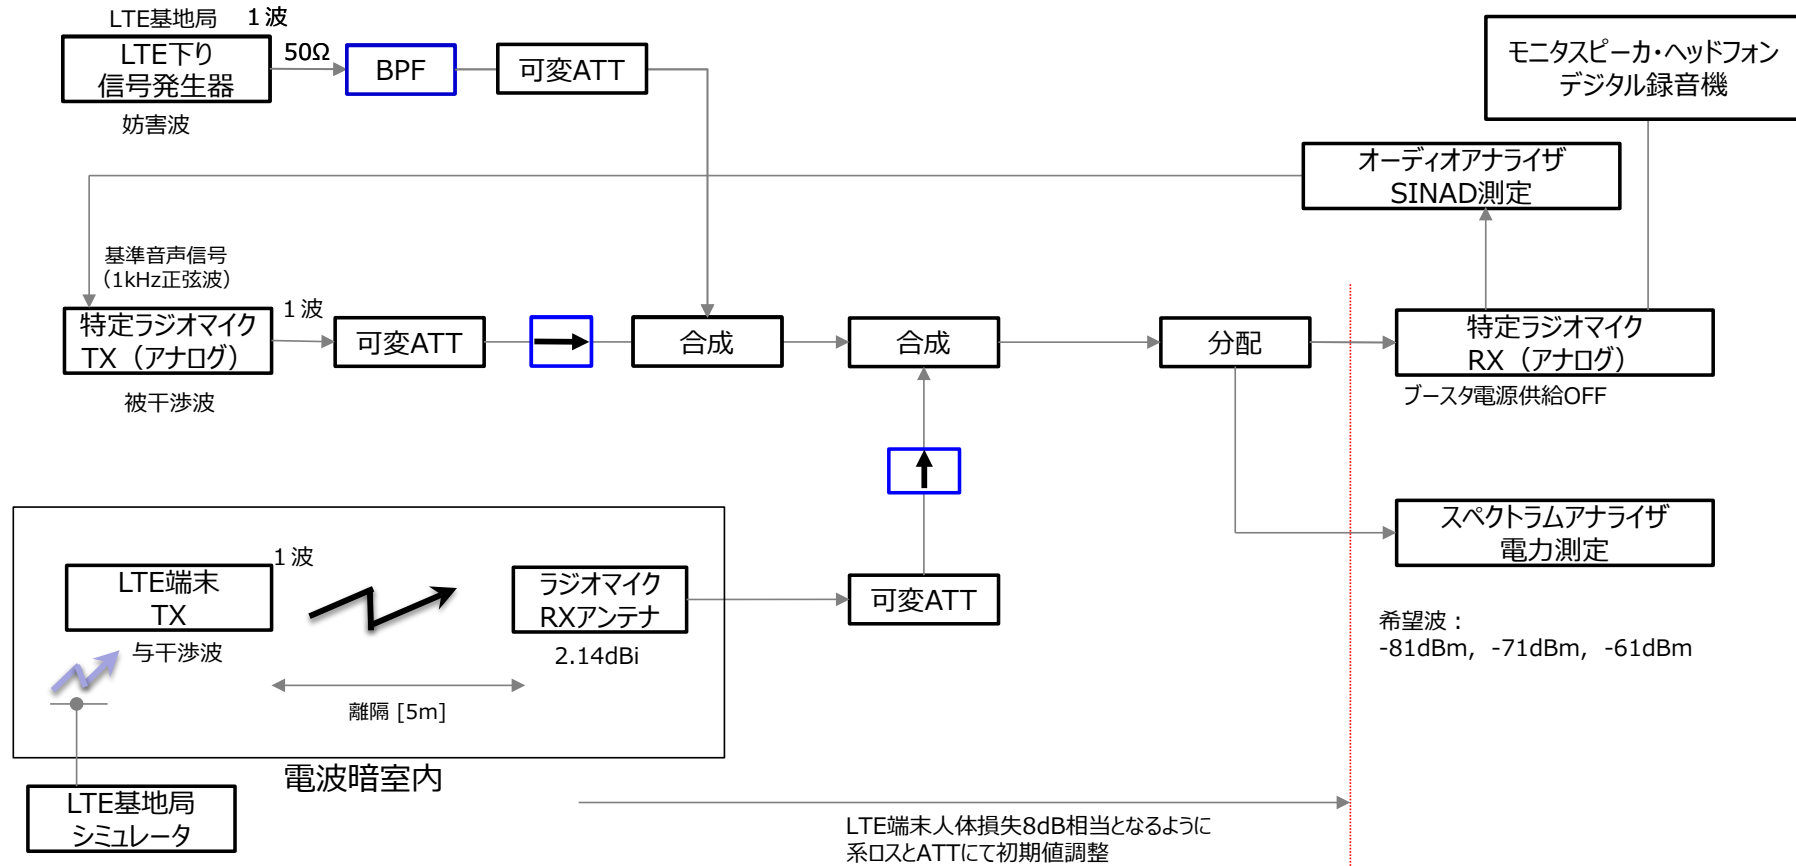 LTE基地局 1波
LTE下り
信号発生器
妨害波
50Ω
BPF
可変ATT
モニタスピーカ・ヘッドフォン
デジタル録音機
オーディオアナライザ
SINAD測定
基準音声信号
(1kHz正弦波)
特定ラジオマイク
TX(アナログ)
被干渉波
1波
可変ATT
合成
合成
分配
特定ラジオマイク
RX(アナログ)
ブースタ電源供給OFF
スペクトラムアナライザ
電力測定
希望波:
-81dBm, -71dBm, -61dBm
LTE端末
TX
1波
与干渉波
ラジオマイク
RXアンテナ
2.14dBi
可変ATT
離隔 [5m]
電波暗室内
LTE基地局
シミュレータ
LTE端末人体損失8dB相当となるように
系ロスとATTにて初期値調整